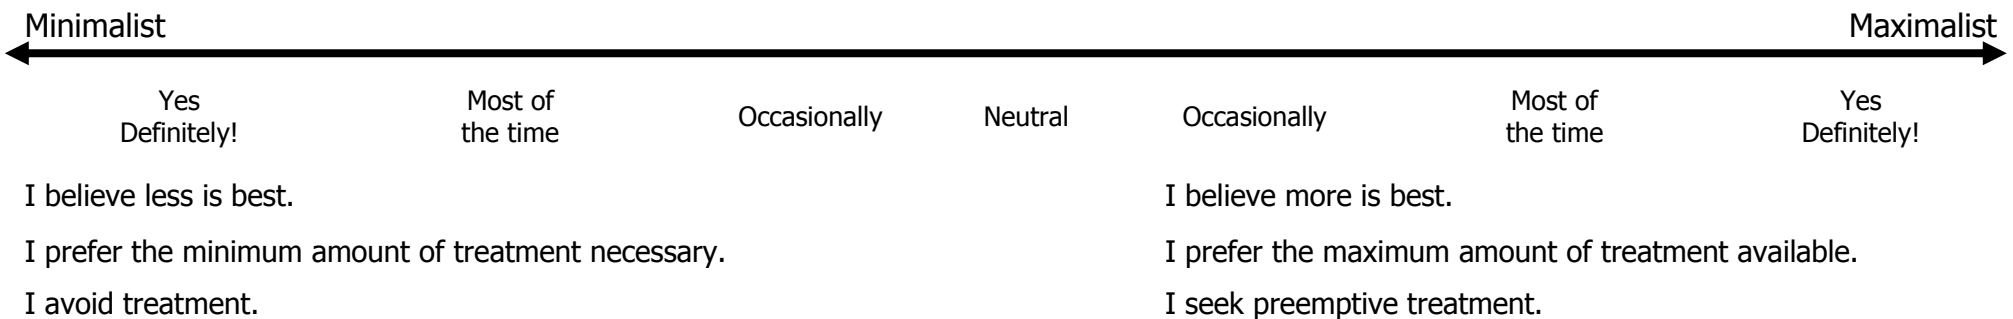 Minimalist Maximalist
Yes Definitely! Most of the time Occasionally Neutral Occasionally Most of the time Yes Definitely!
I believe less is best. I believe more is best.
I prefer the minimum amount of treatment necessary. I prefer the maximum amount of treatment available.
I avoid treatment. I seek preemptive treatment.